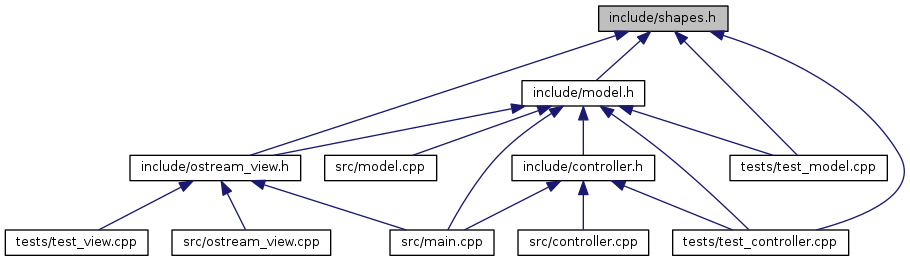 include/shapes.h
include/model.h
include/ostream_view.h
src/model.cpp
include/controller.h
tests/test_model.cpp
tests/test_view.cpp
src/ostream_view.cpp
src/main.cpp
src/controller.cpp
tests/test_controller.cpp